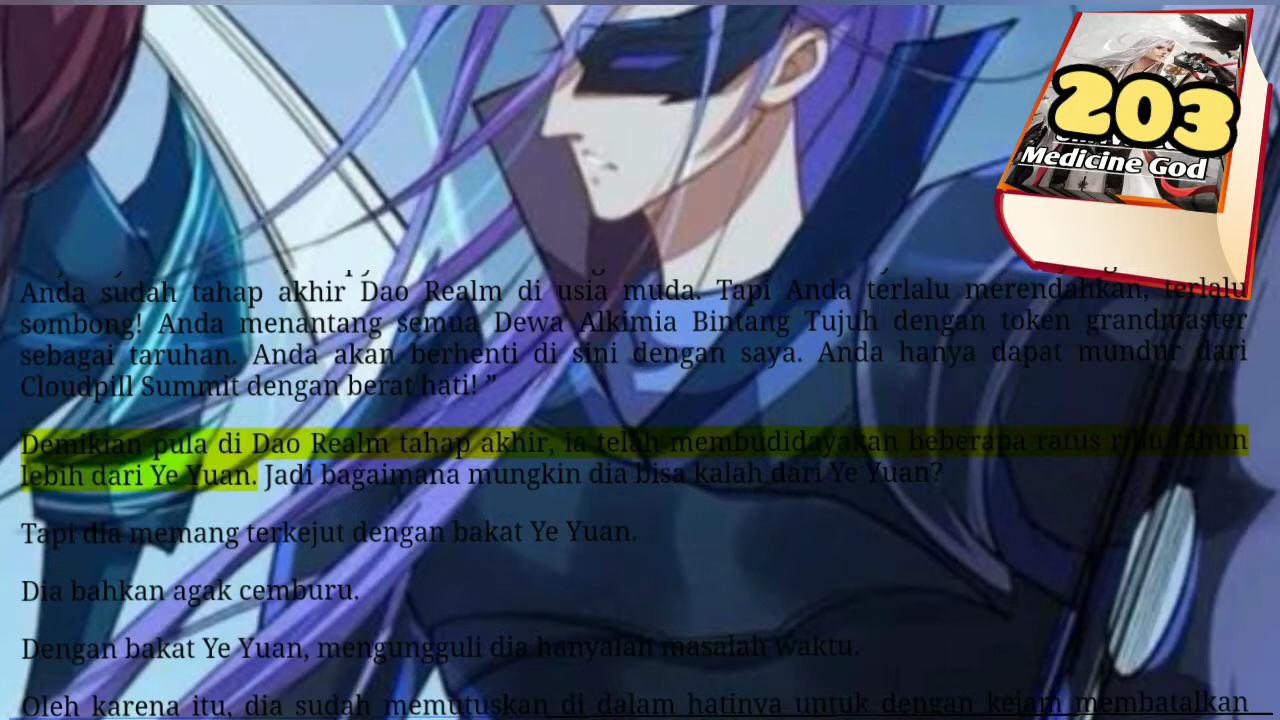 203
Medicine God
Anda sudah tahap akhir Dao Realm di usia muda. Tapi Anda terlalu merendahkan, terlalu
sombong! Anda menantang semua Dewa Alkimia Bintang Tujuh dengan token grandmaster
sebagai taruhan. Anda akan berhenti di sini dengan saya. Anda hanya dapat mundur dari
Cloudpill Summit dengan berat hati! ”
Demikian pula di Dao Realm tahap akhir, ia telah membudidayakan beberapa ratus ribu tahun
lebih dari Ye Yuan. Jadi bagaimana mungkin dia bisa kalah dari Ye Yuan?
Tapi dia memang terkejut dengan bakat Ye Yuan.
Dia bahkan agak cemburu.
Dengan bakat Ye Yuan, mengungguli dia hanyalah masalah waktu.
Oleh karena itu, dia sudah memutuskan di dalam hatinya untuk dengan kejam membatalkan